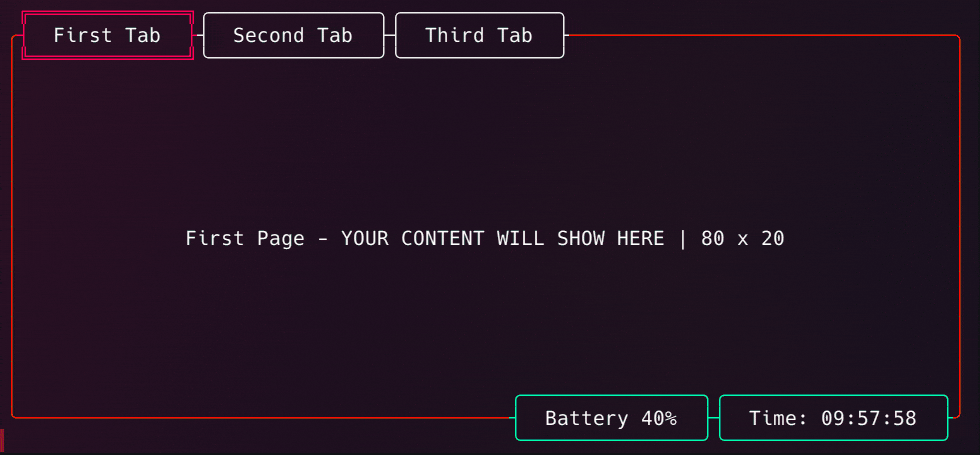 First Tab Second Tab Third Tab
First Page - YOUR CONTENT WILL SHOW HERE | 80 x 20
Battery 40% Time: 09:57:58